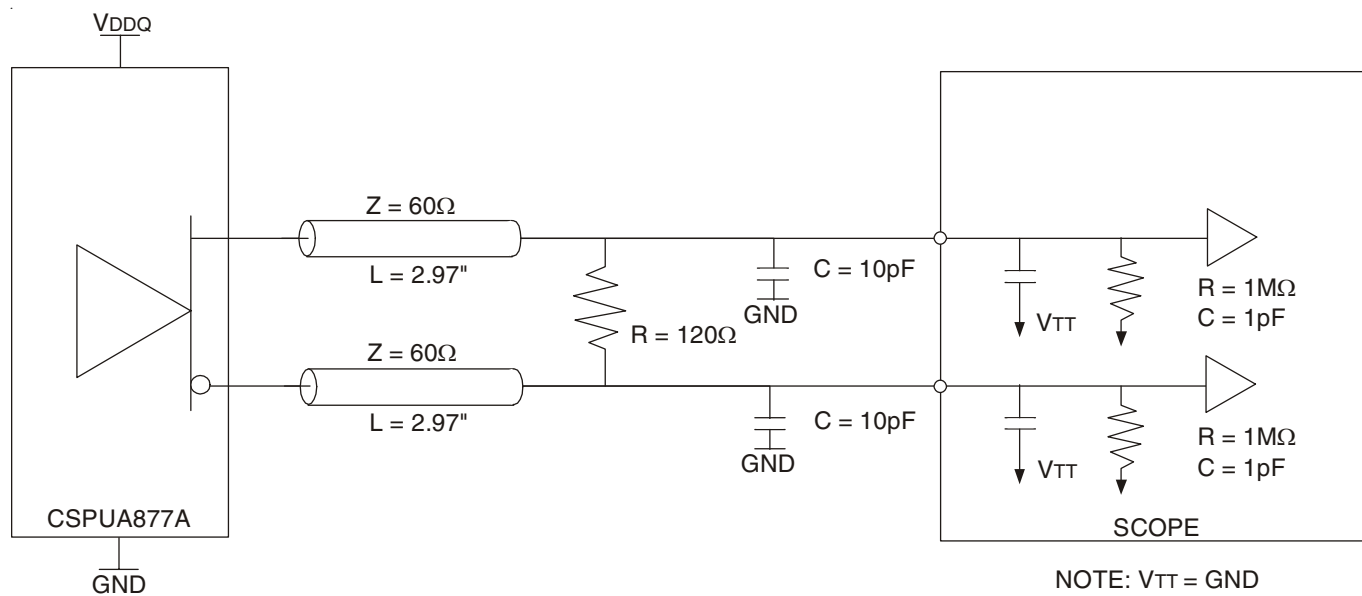 VDDQ
Z = 60Ω
L = 2.97"
C = 10pF
GND
R = 120Ω
VTT
R = 1MΩ
C = 1pF
Z = 60Ω
L = 2.97"
C = 10pF
GND
VTT
R = 1MΩ
C = 1pF
CSPUA877A
GND
SCOPE
NOTE: VTT = GND